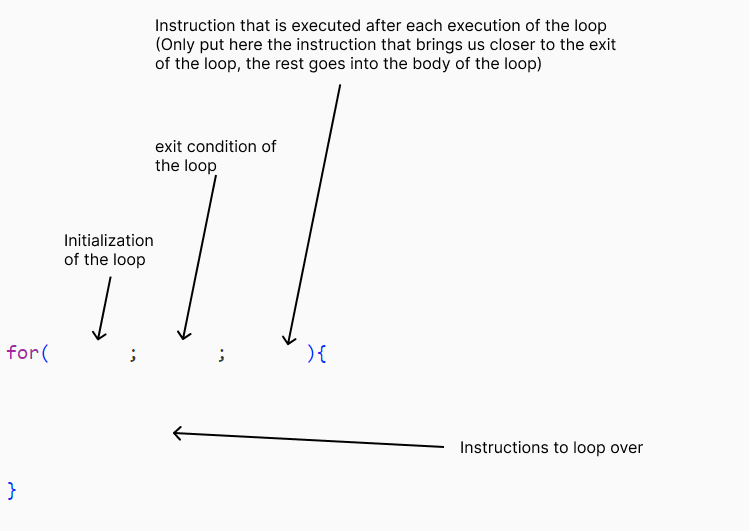 Instruction that is executed after each execution of the loop
(Only put here the instruction that brings us closer to the exit
of the loop, the rest goes into the body of the loop)
exit condition of
the loop
Initialization
of the loop
for( ; ; ){
Instructions to loop over
}